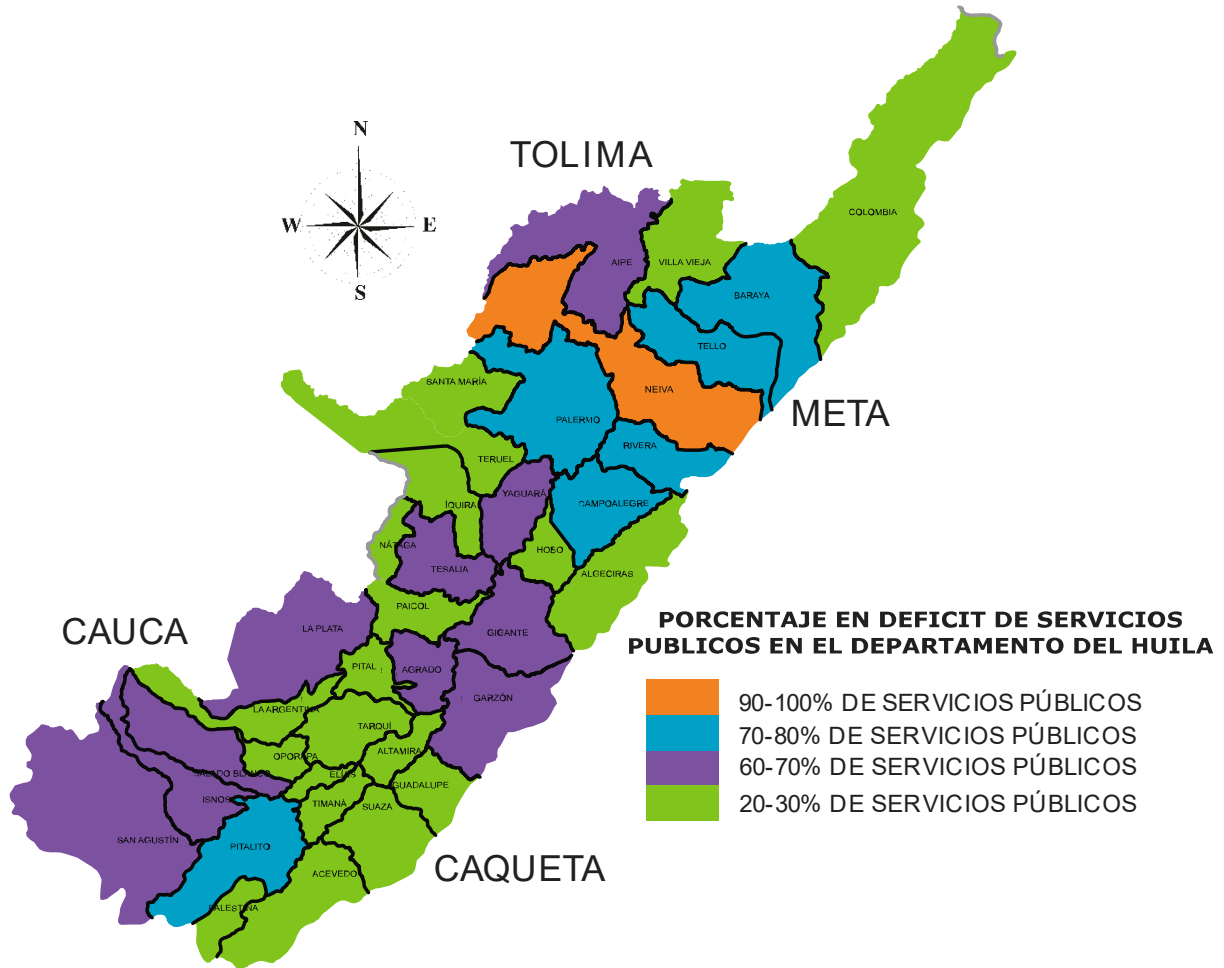 N
TOLIMA
COLOMBIA
W
E
AIPE
VILLA VIEJA
S
BARAYA
TELLO
SANTA MARÍA
NEIVA
META
PALERMO
RIVERA
TERUEL
YAGUARÁ
ÍQUIRA
CAMPOALEGRE
NÁTAGA
HOBO
TESALIA
ALGECIRAS
PAICOL
PORCENTAJE EN DEFICIT DE SERVICIOS
PUBLICOS EN EL DEPARTAMENTO DEL HUILA
CAUCA
LA PLATA
GIGANTE
PITAL
AGRADO
GARZÓN
90-100% DE SERVICIOS PÚBLICOS
70-80% DE SERVICIOS PÚBLICOS
60-70% DE SERVICIOS PÚBLICOS
20-30% DE SERVICIOS PÚBLICOS
LA ARGENTINA
TARQUÍ
OPORAPA
ALTAMIRA
SALADO BLANCO
ELÍAS
GUADALUPE
ISNOS
TIMANÁ
SUAZA
SAN AGUSTÍN
PITALITO
CAQUETA
ACEVEDO
PALESTINA